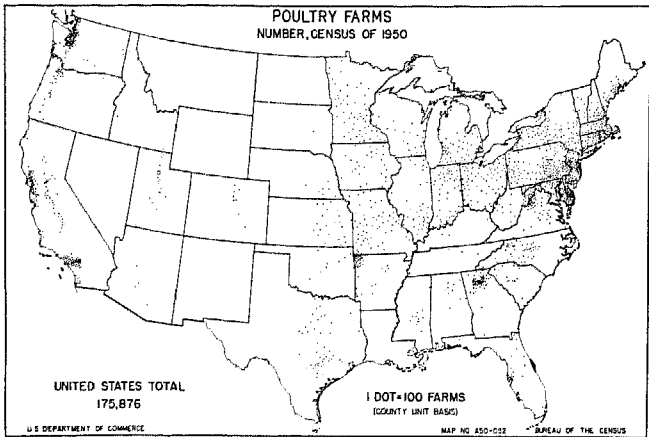 POULTRY FARMS
NUMBER, CENSUS OF 1950
UNITED STATES TOTAL
175,876
1 DOT=100 FARMS
(COUNTY UNIT BASIS)
U S DEPARTMENT OF COMMERCE
MAP NO A50-052
BUREAU OF THE CENSUS